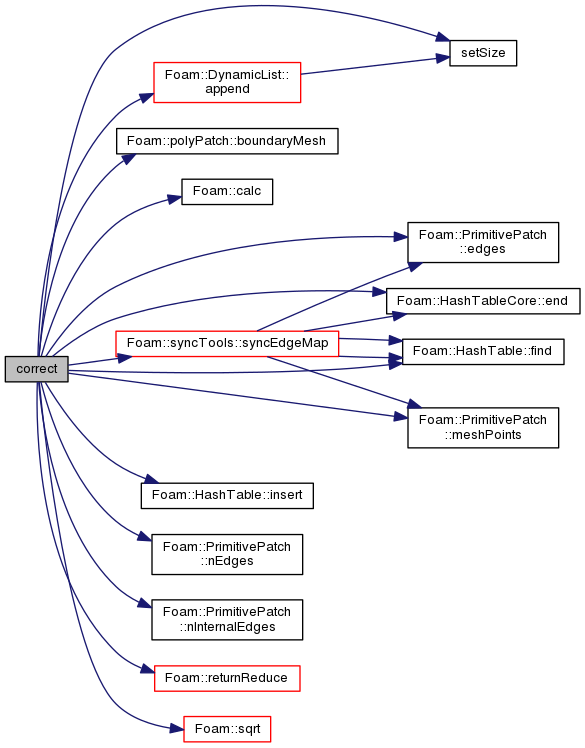 setSize
Foam::DynamicList::
append
Foam::polyPatch::boundaryMesh
Foam::calc
Foam::PrimitivePatch
::edges
Foam::HashTableCore::end
Foam::syncTools::syncEdgeMap
Foam::HashTable::find
correct
Foam::PrimitivePatch
::meshPoints
Foam::HashTable::insert
Foam::PrimitivePatch
::nEdges
Foam::PrimitivePatch
::nInternalEdges
Foam::returnReduce
Foam::sqrt